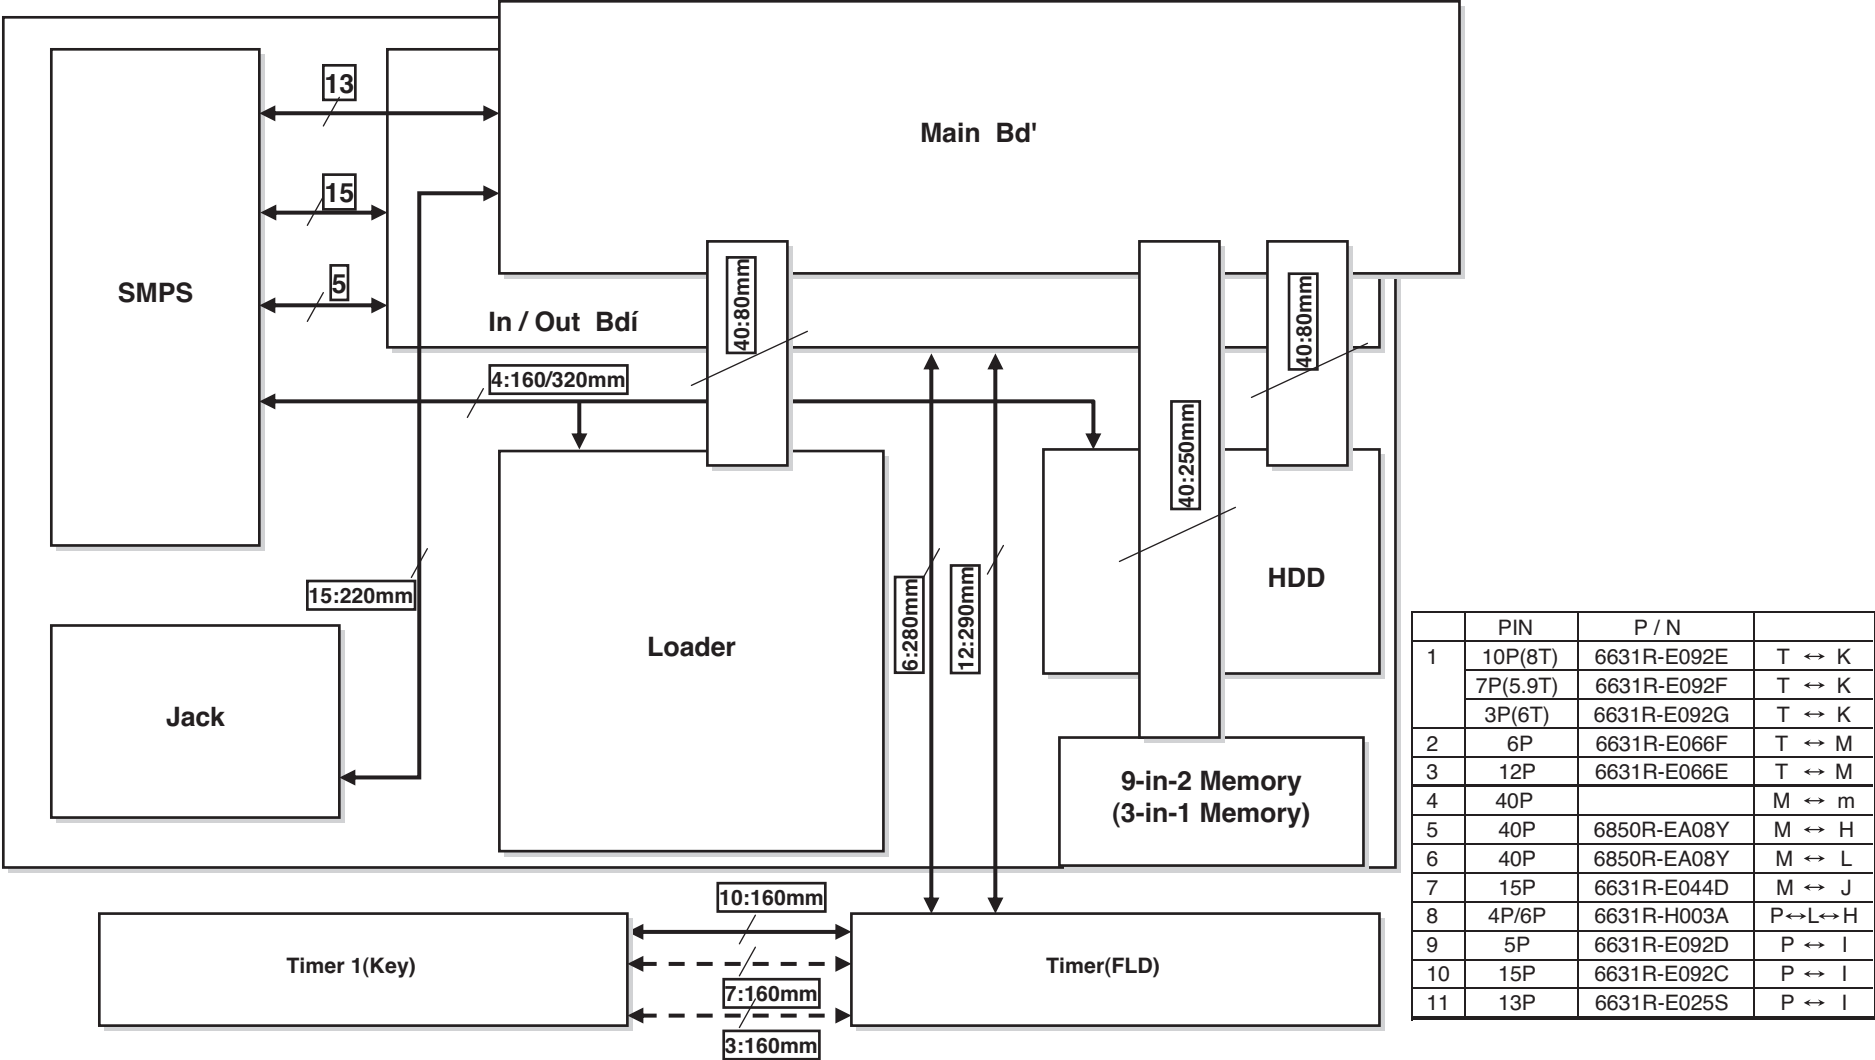 13
Main Bd'
15
SMPS
5
In / Out Bdí
40:80mm
40:80mm
4:160/320mm
40:250mm
15:220mm
6:280mm
12:290mm
HDD
Loader
Jack
9-in-2 Memory
(3-in-1 Memory)
10:160mm
Timer 1(Key)
Timer(FLD)
7:160mm
3:160mm
PIN P / N
1 10P(8T) 6631R-E092E T ↔ K
7P(5.9T) 6631R-E092F T ↔ K
3P(6T) 6631R-E092G T ↔ K
2 6P 6631R-E066F T ↔ M
3 12P 6631R-E066E T ↔ M
4 40P M ↔ m
5 40P 6850R-EA08Y M ↔ H
6 40P 6850R-EA08Y M ↔ L
7 15P 6631R-E044D M ↔ J
8 4P/6P 6631R-H003A P↔L↔H
9 5P 6631R-E092D P ↔ I
10 15P 6631R-E092C P ↔ I
11 13P 6631R-E025S P ↔ I